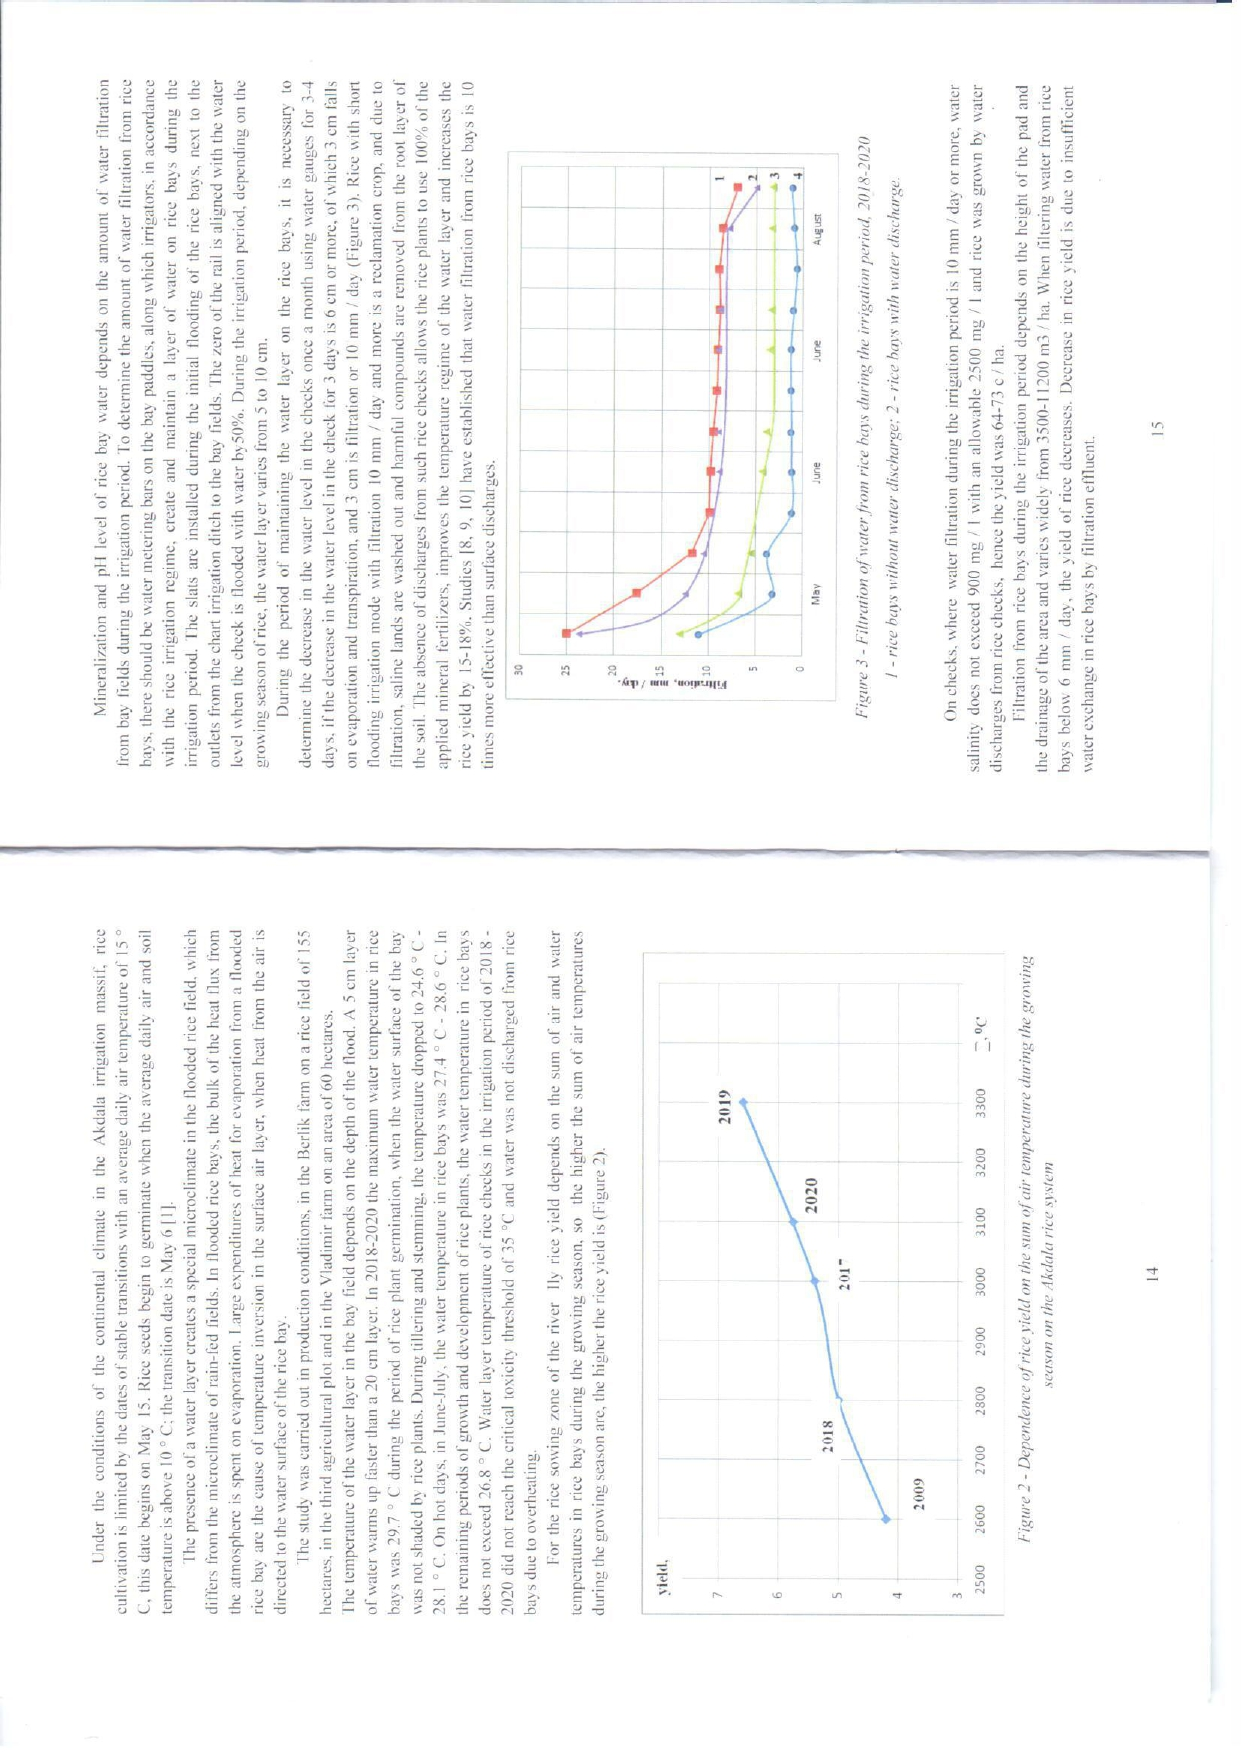 Under the conditions of the continental climate in the Akdala irrigation massif, rice
cultivation is limited by the dates of stable transitions with an average daily air temperature of 15 °
C, this date begins on May 15. Rice seeds begin to germinate when the average daily air and soil
temperature is above 10 ° C; the transition date is May 6 [1].
The presence of a water layer creates a special microclimate in the flooded rice field, which
differs from the microclimate of rain-fed fields. In flooded rice bays, the bulk of the heat flux from
the atmosphere is spent on evaporation. Large expenditures of heat for evaporation from a flooded
rice bay are the cause of temperature inversion in the surface air layer, when heat from the air is
directed to the water surface of the rice bay.
The study was carried out in production conditions, in the Berlik farm on a rice field of 155
hectares, in the third agricultural plot and in the Vladimir farm on an area of 60 hectares.
The temperature of the water layer in the bay field depends on the depth of the flood. A 5 cm layer
of water warms up faster than a 20 cm layer. In 2018-2020 the maximum water temperature in rice
bays was 29.7 ° C during the period of rice plant germination, when the water surface of the bay
was not shaded by rice plants. During tillering and stemming, the temperature dropped to 24.6 ° C -
28.1 ° C. On hot days, in June-July, the water temperature in rice bays was 27.4 ° C - 28.6 ° C. In
the remaining periods of growth and development of rice plants, the water temperature in rice bays
does not exceed 26.8 ° C. Water layer temperature of rice checks in the irrigation period of 2018 -
2020 did not reach the critical toxicity threshold of 35 °C and water was not discharged from rice
bays due to overheating.
For the rice sowing zone of the river Ily rice yield depends on the sum of air and water
temperatures in rice bays during the growing season, so the higher the sum of air temperatures
during the growing season are, the higher the rice yield is (Figure 2).
yield.
7
6
5
4
3
2009
2018
2017
2020
2019
2500 2600 2700 2800 2900 3000 3100 3200 3300 °C
Figure 2 - Dependence of rice yield on the sum of air temperature during the growing
season on the Akdala rice system
14
Mineralization and pH level of rice bay water depends on the amount of water filtration
from bay fields during the irrigation period. To determine the amount of water filtration from rice
bays, there should be water metering bars on the bay paddles, along which irrigators, in accordance
with the rice irrigation regime, create and maintain a layer of water on rice bays during the
irrigation period. The slats are installed during the initial flooding of the rice bays, next to the
outlets from the chart irrigation ditch to the bay fields. The zero of the rail is aligned with the water
level when the check is flooded with water by50%. During the irrigation period, depending on the
growing season of rice, the water layer varies from 5 to 10 cm.
During the period of maintaining the water layer on the rice bays, it is necessary to
determine the decrease in the water level in the checks once a month using water gauges for 3-4
days, if the decrease in the water level in the check for 3 days is 6 cm or more, of which 3 cm falls
on evaporation and transpiration, and 3 cm is filtration or 10 mm / day (Figure 3). Rice with short
flooding irrigation mode with filtration 10 mm / day and more is a reclamation crop, and due to
filtration, saline lands are washed out and harmful compounds are removed from the root layer of
the soil. The absence of discharges from such rice checks allows the rice plants to use 100% of the
applied mineral fertilizers, improves the temperature regime of the water layer and increases the
rice yield by 15-18%. Studies [8, 9, 10] have established that water filtration from rice bays is 10
times more effective than surface discharges.
Filtration, mm / day.
30
25
20
15
10
5
0
1
2
3
4
May June June August
Figure 3 - Filtration of water from rice bays during the irrigation period, 2018-2020
1 - rice bays without water discharge; 2 - rice bays with water discharge.
On checks, where water filtration during the irrigation period is 10 mm / day or more, water
salinity does not exceed 900 mg / l with an allowable 2500 mg / l and rice was grown by water
discharges from rice checks, hence the yield was 64-73 c / ha.
Filtration from rice bays during the irrigation period depends on the height of the pad and
the drainage of the area and varies widely from 3500-11200 m3 / ha. When filtering water from rice
bays below 6 mm / day, the yield of rice decreases. Decrease in rice yield is due to insufficient
water exchange in rice bays by filtration effluent.
15